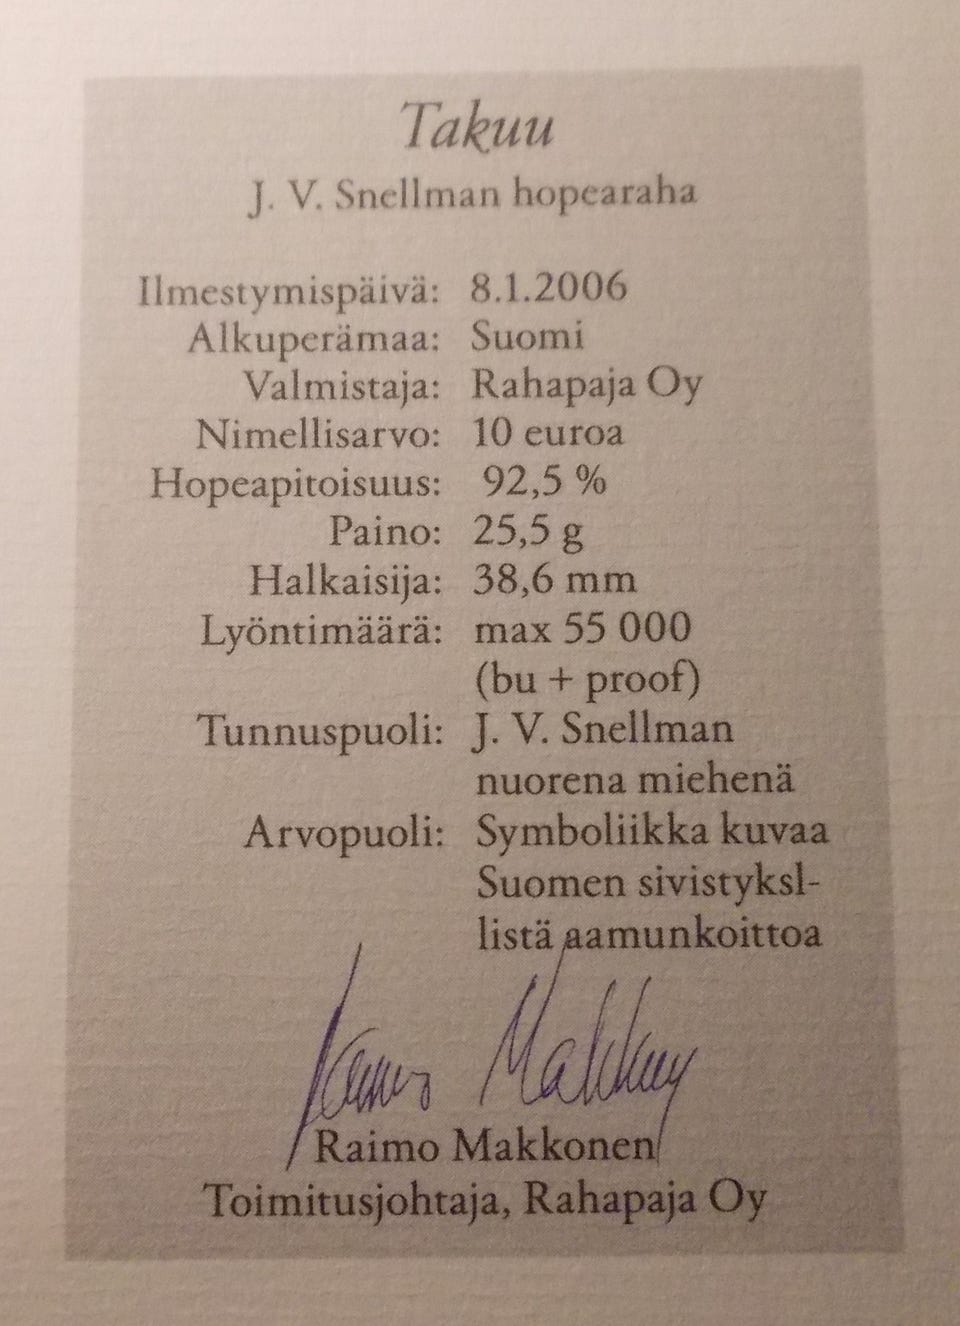 Takuu
J. V. Snellman hopearaha
Ilmestymispäivä: 8.1.2006
Alkuperämaa: Suomi
Valmistaja: Rahapaja Oy
Nimellisarvo: 10 euroa
Hopeapitoisuus: 92,5 %
Paino: 25,5 g
Halkaisija: 38,6 mm
Lyöntimäärä: max 55 000
(bu + proof)
Tunnuspuoli: J. V. Snellman
nuorena miehenä
Arvopuoli: Symboliikka kuvaa
Suomen sivistyksl-
listä aamunkoittoa
Raimo Makkonen
Raimo Makkonen
Toimitusjohtaja, Rahapaja Oy